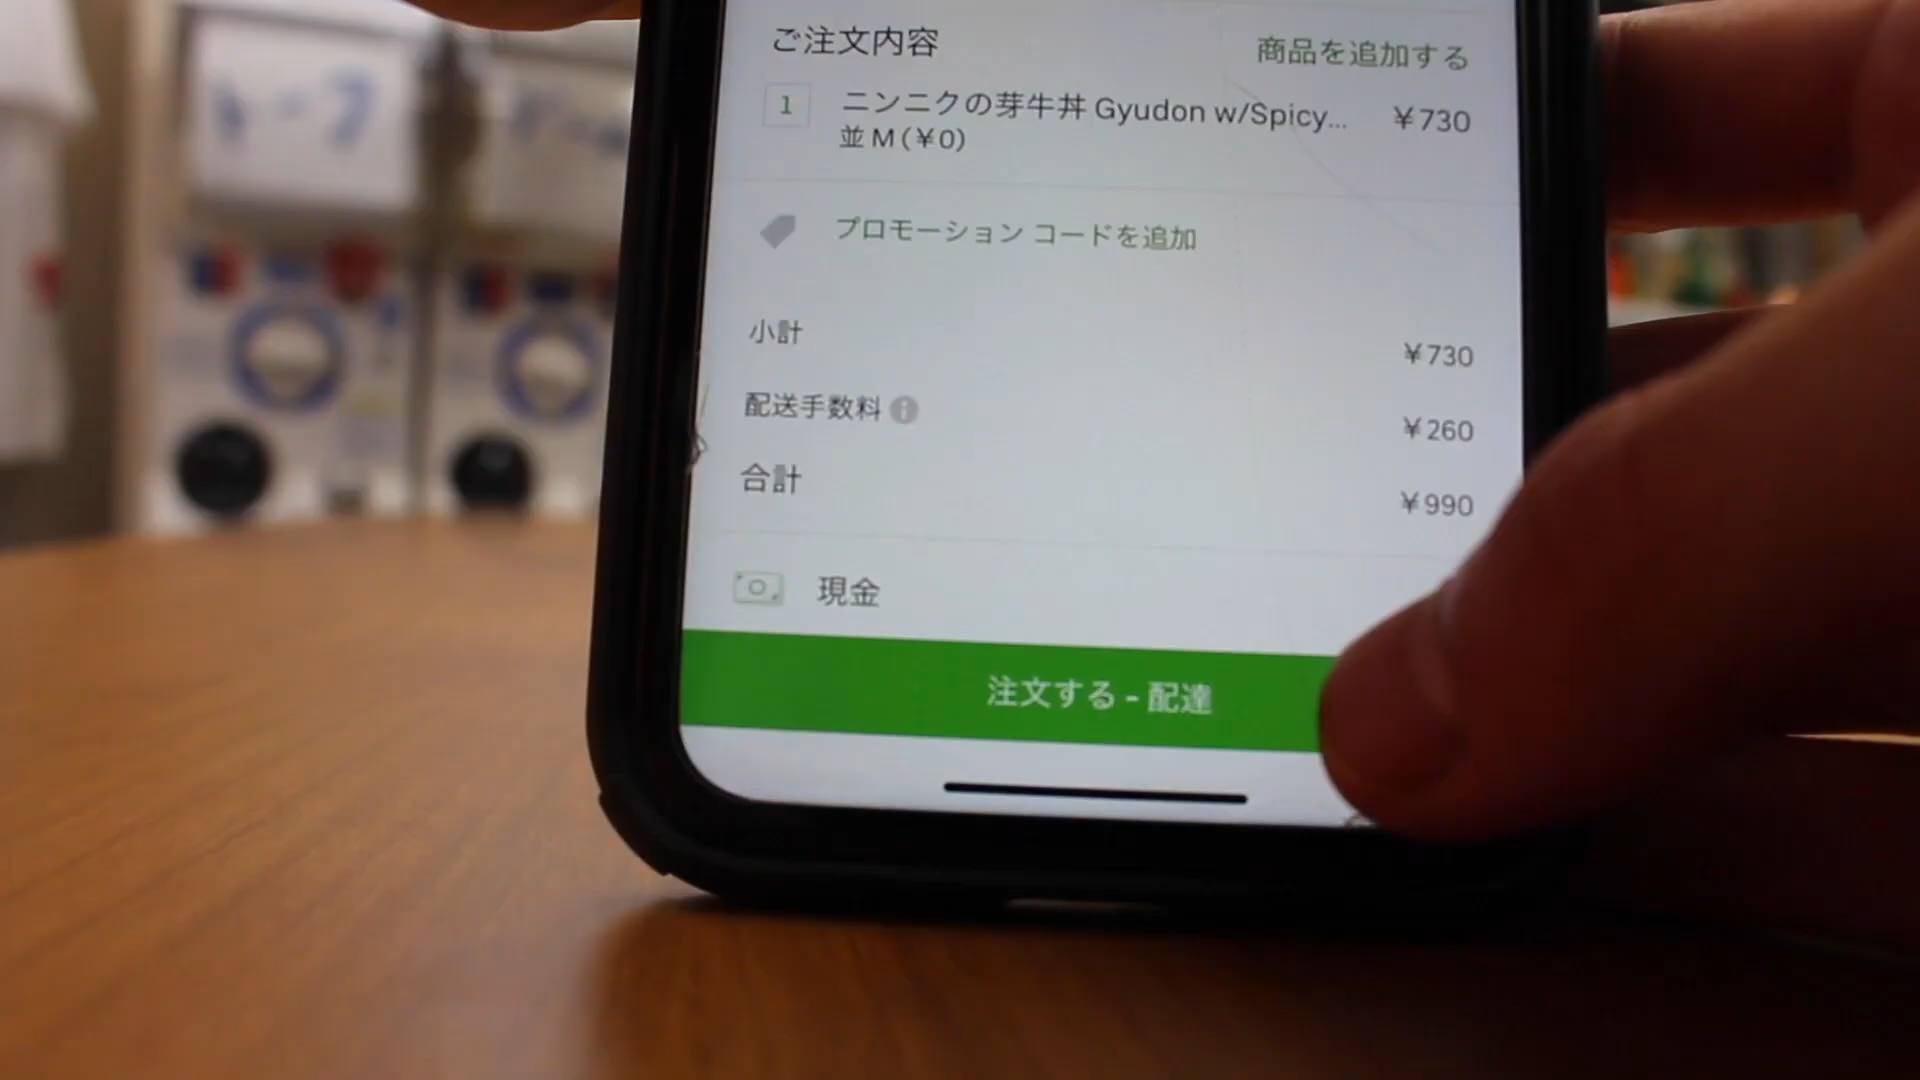 ご注文内容
商品を追加する
1 ニンニクの芽牛丼 Gyudon w/Spicy... ¥730
並 M (¥0)
プロモーション コードを追加
小計 ¥730
配送手数料 ¥260
合計 ¥990
現金
注文する - 配達